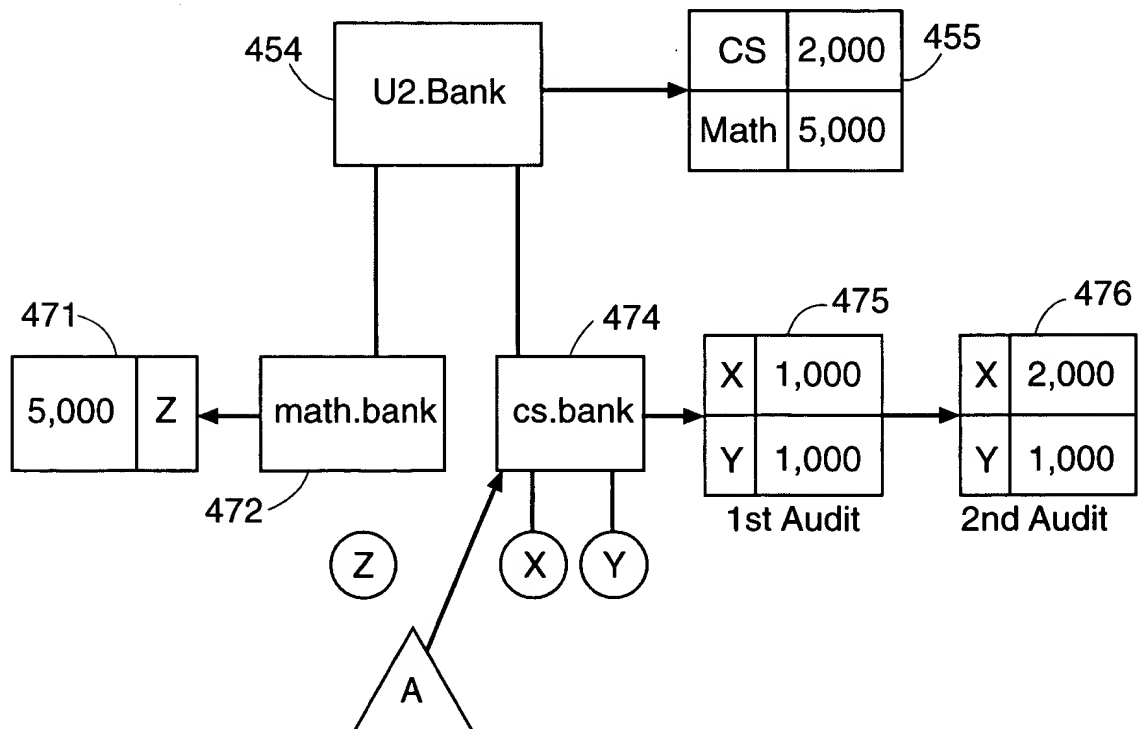 454
U2.Bank
CS 2,000
Math 5,000
455
471
5,000 Z
math.bank
472
474
cs.bank
475
X 1,000
Y 1,000
1st Audit
476
X 2,000
Y 1,000
2nd Audit
Z
X
Y
A